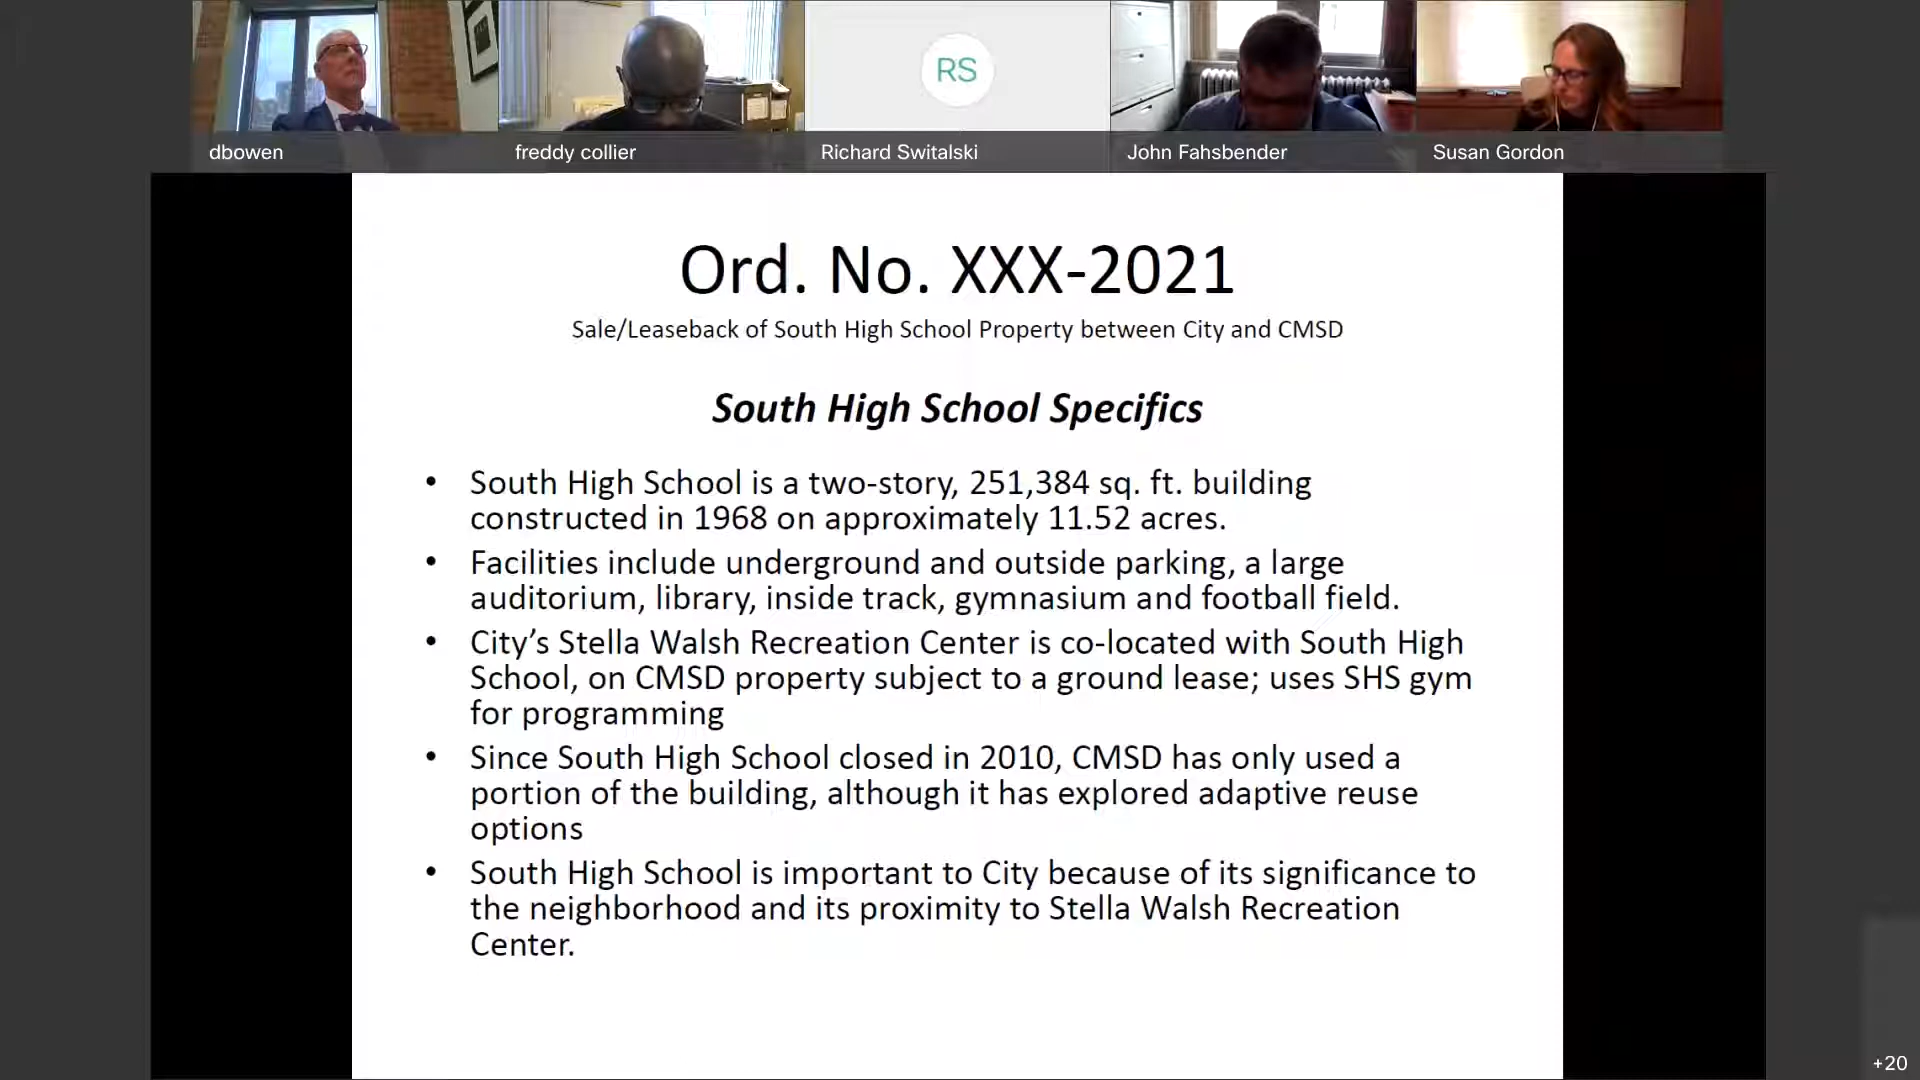 RS
dbowen
freddy collier
Richard Switalski
John Fahsbender
Susan Gordon
Ord. No. XXX-2021
Sale/Leaseback of South High School Property between City and CMSD
South High School Specifics
• South High School is a two-story, 251,384 sq. ft. building
constructed in 1968 on approximately 11.52 acres.
• Facilities include underground and outside parking, a large
auditorium, library, inside track, gymnasium and football field.
• City’s Stella Walsh Recreation Center is co-located with South High
School, on CMSD property subject to a ground lease; uses SHS gym
for programming
• Since South High School closed in 2010, CMSD has only used a
portion of the building, although it has explored adaptive reuse
options
• South High School is important to City because of its significance to
the neighborhood and its proximity to Stella Walsh Recreation
Center.
+20